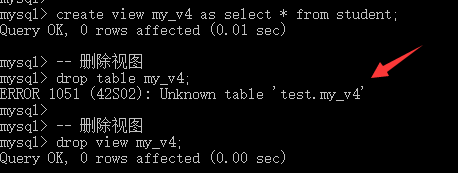 mysql> create view my_v4 as select * from student;
Query OK, 0 rows affected (0.01 sec)
mysql> -- 删除视图
mysql> drop table my_v4;
ERROR 1051 (42S02): Unknown table 'test.my_v4'
mysql>
mysql> -- 删除视图
mysql> drop view my_v4;
Query OK, 0 rows affected (0.00 sec)